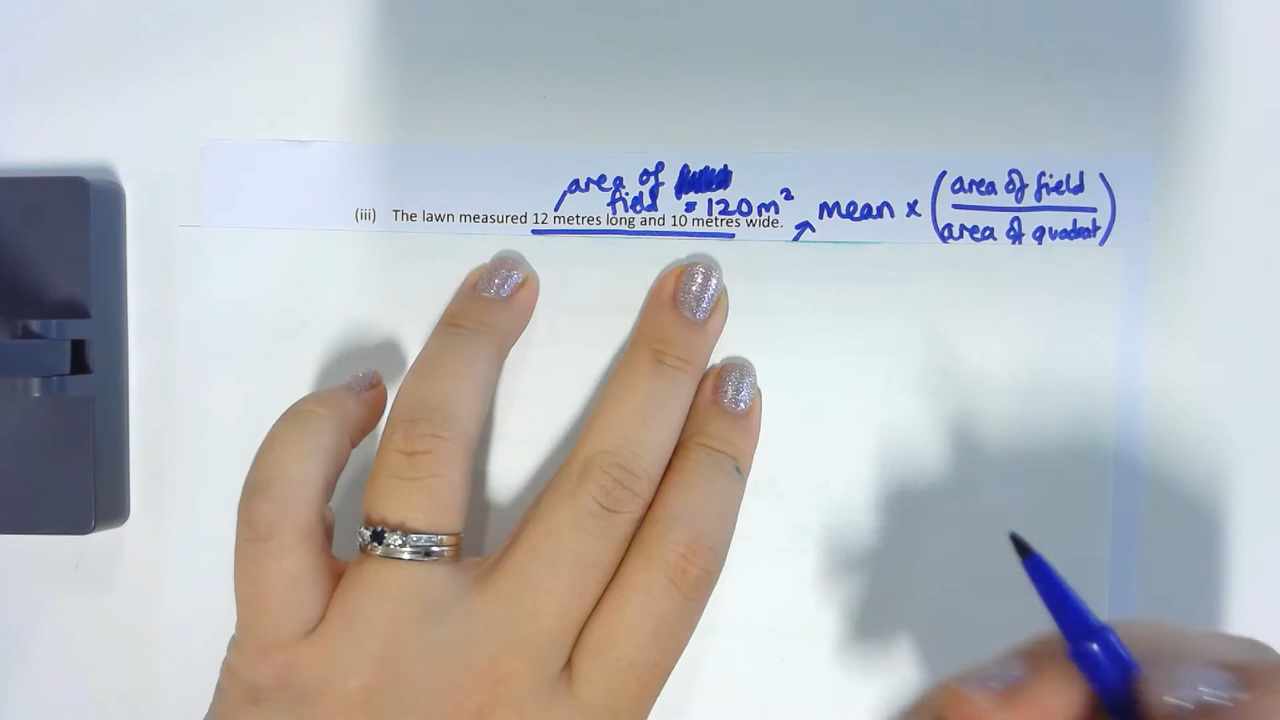 area of
field = 120m²
(iii) The lawn measured 12 metres long and 10 metres wide.
mean × (area of field
area of quadrat)